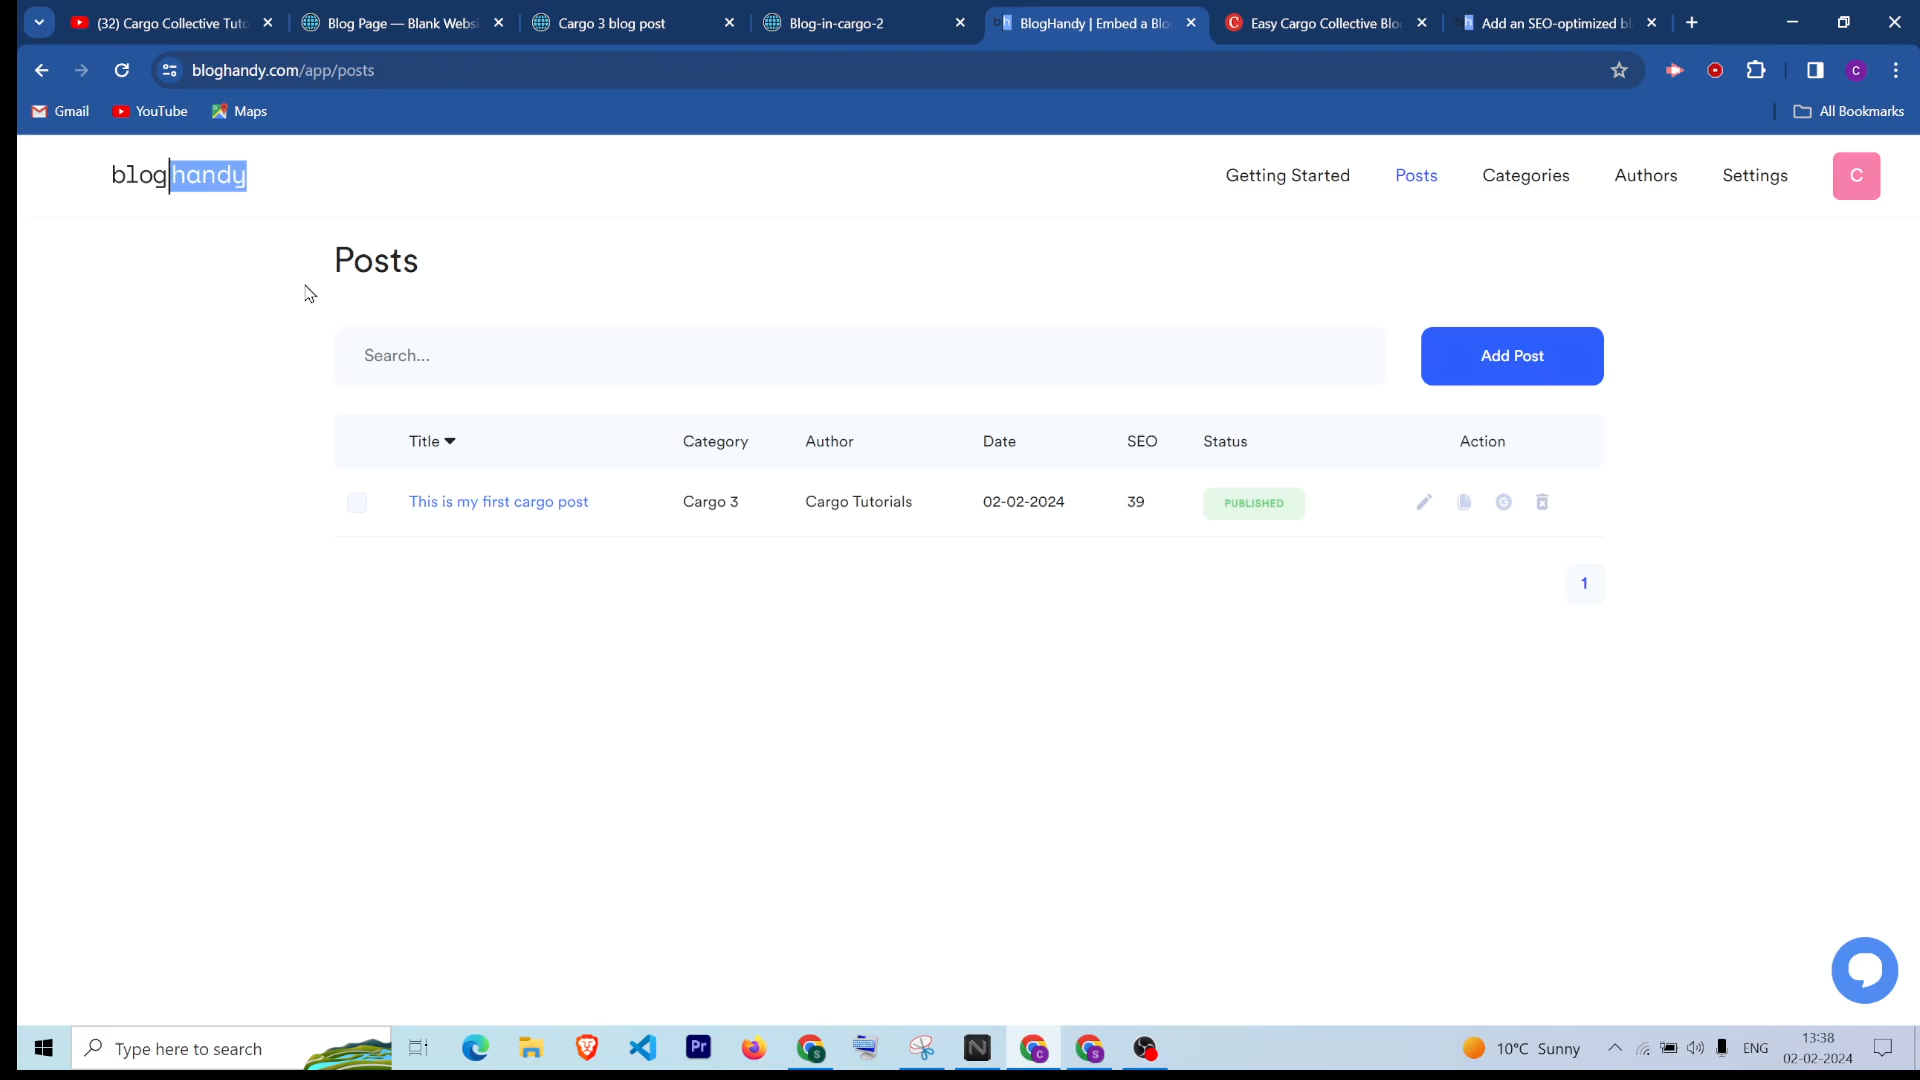 (32) Cargo Collective Tuto
Blog Page — Blank Websi
Cargo 3 blog post
Blog-in-cargo-2
BlogHandy | Embed a Blo
Easy Cargo Collective Blo
Add an SEO-optimized bl
bloghandy.com/app/posts
C
Gmail
YouTube
Maps
All Bookmarks
bloghandy
Getting Started
Posts
Categories
Authors
Settings
C
Posts
Search...
Add Post
Title
Category
Author
Date
SEO
Status
Action
This is my first cargo post
Cargo 3
Cargo Tutorials
02-02-2024
39
PUBLISHED
1
Type here to search
10°C Sunny
ENG
13:38
02-02-2024